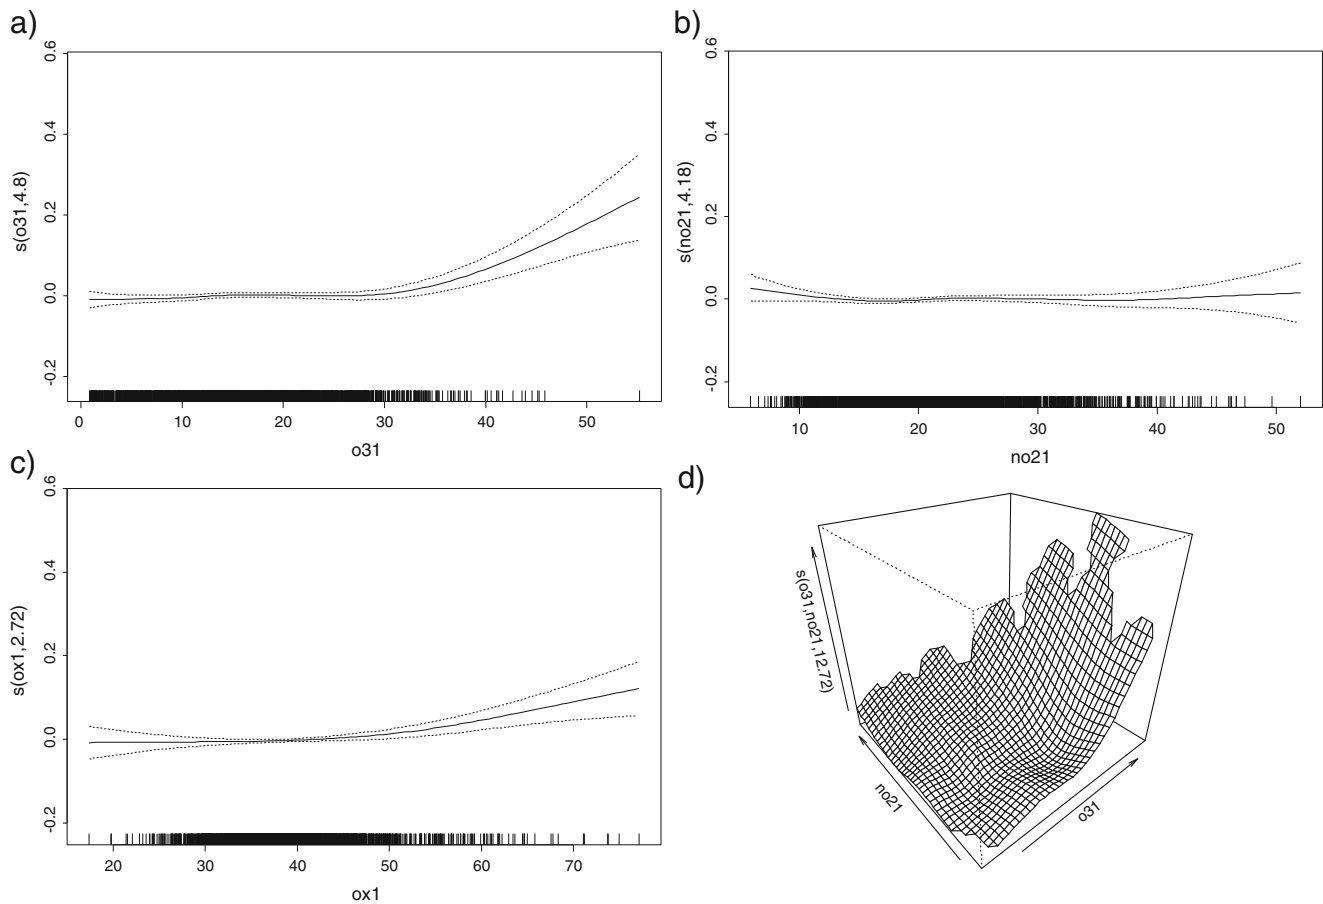 a)
0.6
0.4
0.2
0.0
-0.2
s(o31,4.8)
0 10 20 30 40 50
o31
b)
0.6
0.4
0.2
0.0
-0.2
s(no21,4.18)
10 20 30 40 50
no21
c)
0.6
0.4
0.2
0.0
-0.2
s(ox1,2.72)
20 30 40 50 60 70
ox1
d)
s(o31,no21,12.72)
no21
o31